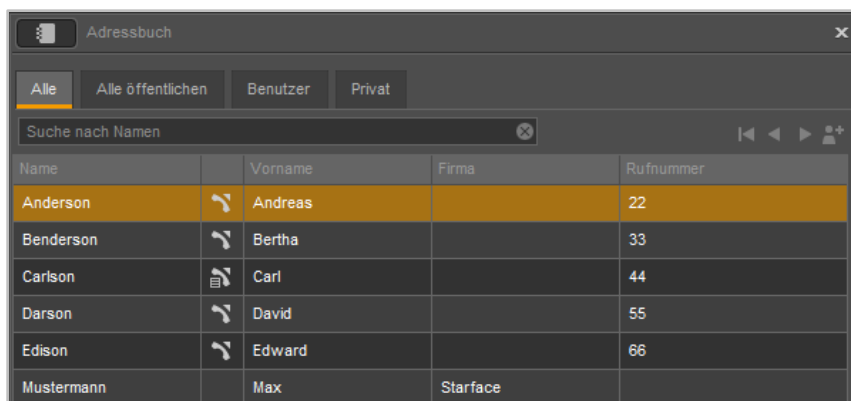 Adressbuch
Alle Alle öffentlichen Benutzer Privat
Suche nach Namen
Name Vorname Firma Rufnummer
Anderson Andreas 22
Benderson Bertha 33
Carlson Carl 44
Darson David 55
Edison Edward 66
Mustermann Max Starface